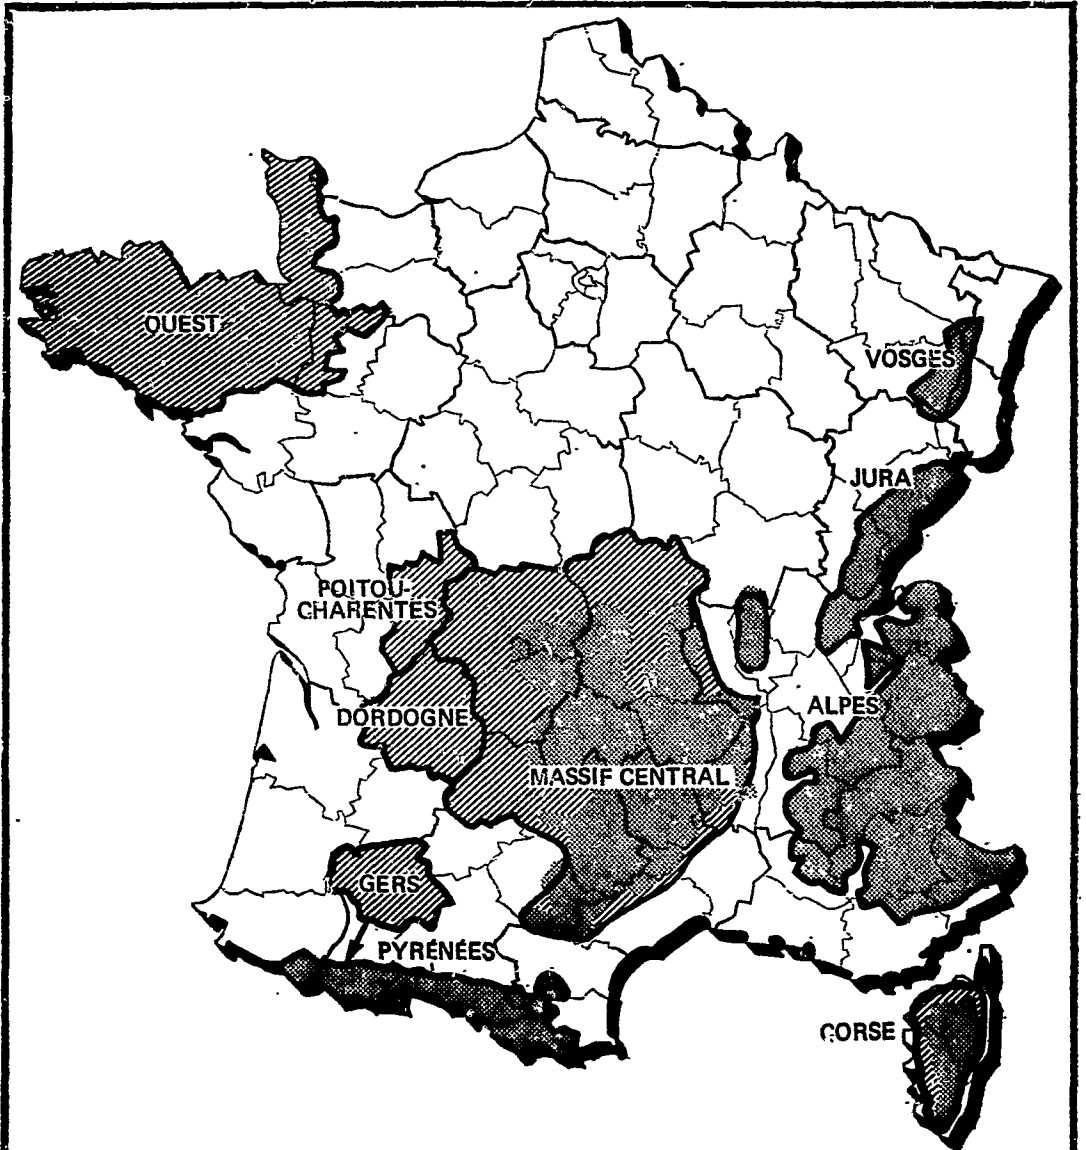 OUEST
VOSGES
JURA
POITOU-
CHARENTES
DORDOGNE
ALPES
MASSIF CENTRAL
GERS
PYRÉNÉES
CORSE